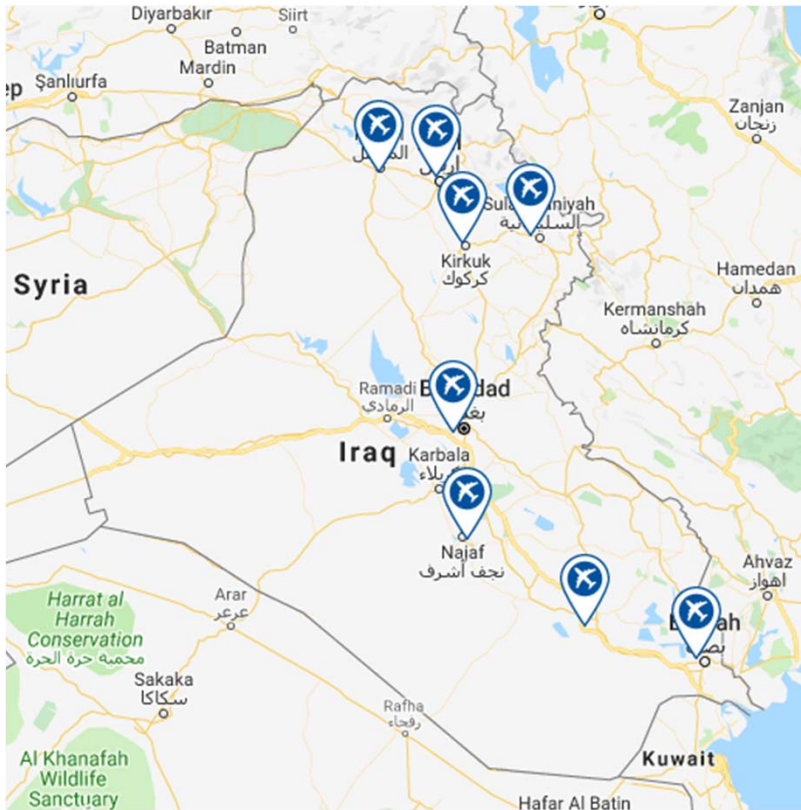 Diyarbakır
Siirt
Batman
Mardin
Şanlıurfa
ep
Zanjan
زنجان
Kirkuk
كركوك
Syria
Hamedan
همدان
Kermanshah
کرمانشاه
Ramadi
الرمادي
Iraq
Karbala
Najaf
نجف أشرف
Ahvaz
اهواز
Harrat al
Harrah
Conservation
محمية حرة الحرة
Arar
عرعر
Sakaka
سكاكا
Rafha
رفحاء
Al Khanafah
Wildlife
Sanctuary
Kuwait
Hafar Al Batin